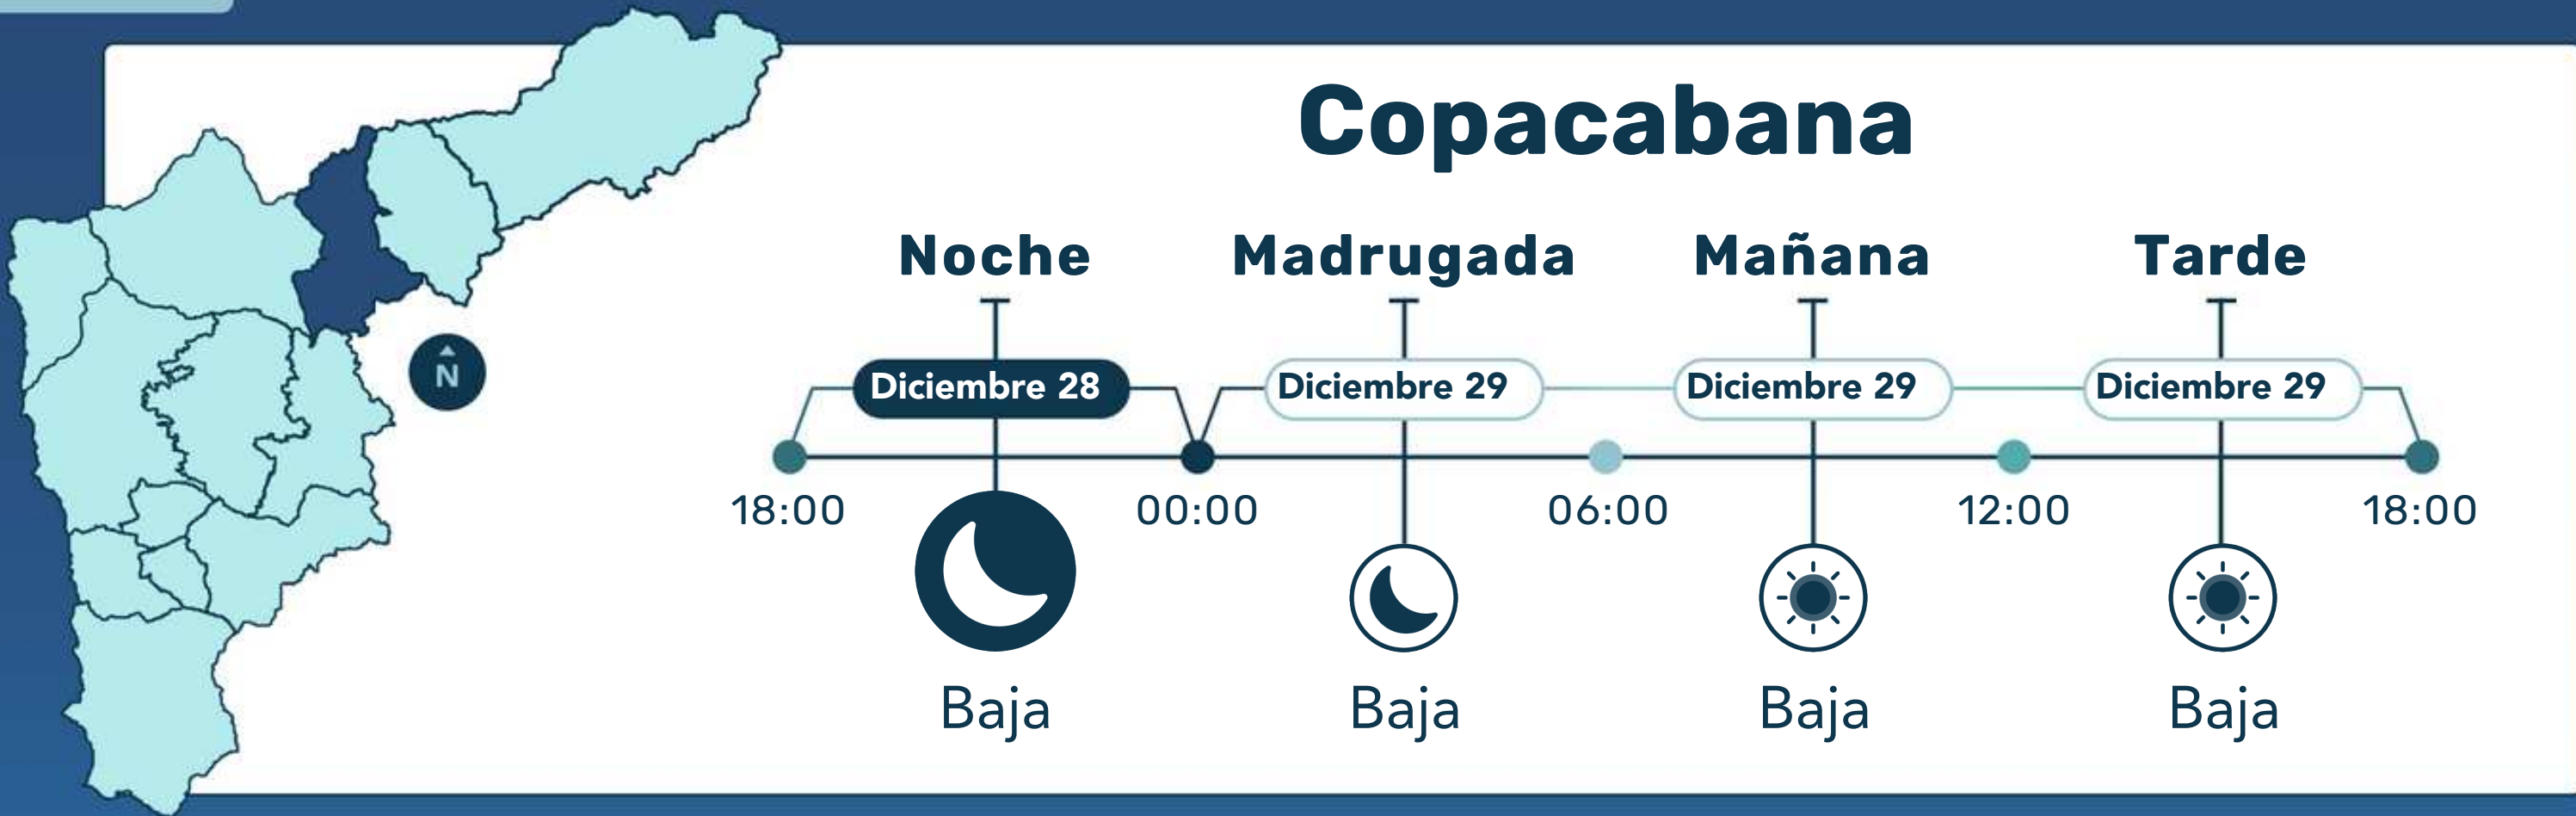 Copacabana
Noche Madrugada Mañana Tarde
Diciembre 28 Diciembre 29 Diciembre 29 Diciembre 29
N
18:00 00:00 06:00 12:00 18:00
Baja Baja Baja Baja